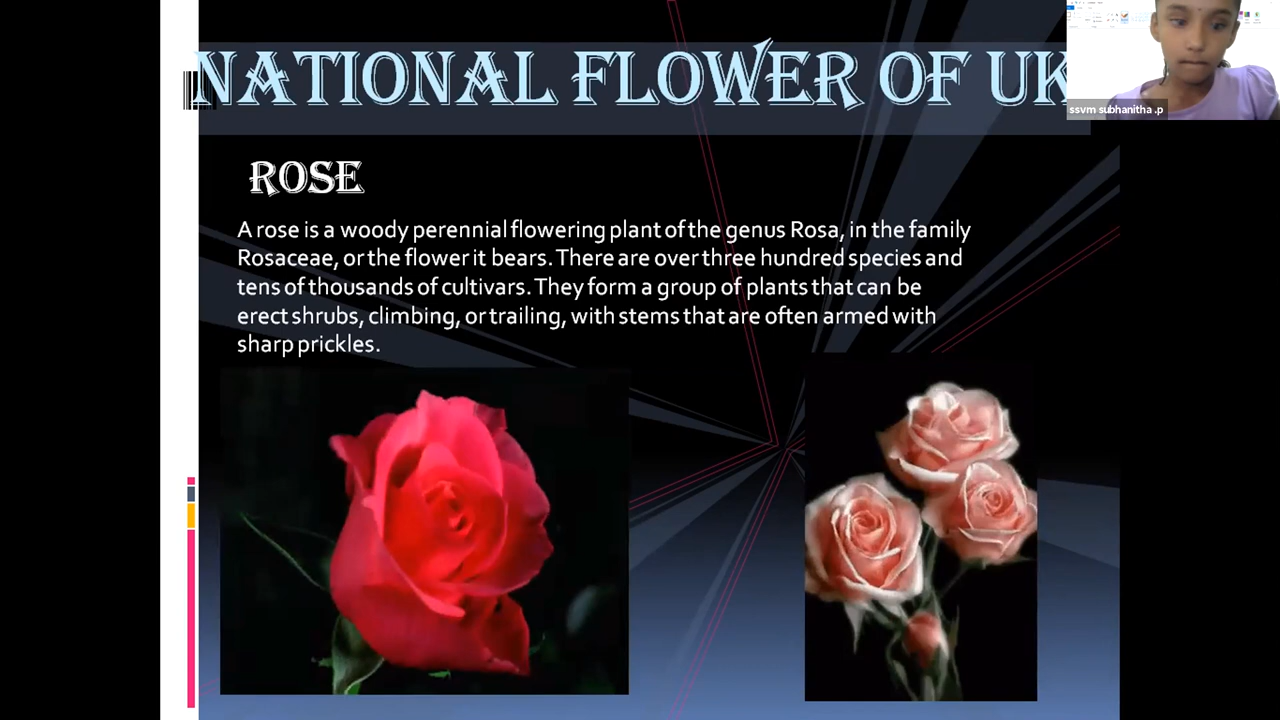 NATIONAL FLOWER OF UK
ssvm subhanitha .p
ROSE
A rose is a woody perennial flowering plant of the genus Rosa, in the family
Rosaceae, or the flower it bears. There are over three hundred species and
tens of thousands of cultivars. They form a group of plants that can be
erect shrubs, climbing, or trailing, with stems that are often armed with
sharp prickles.